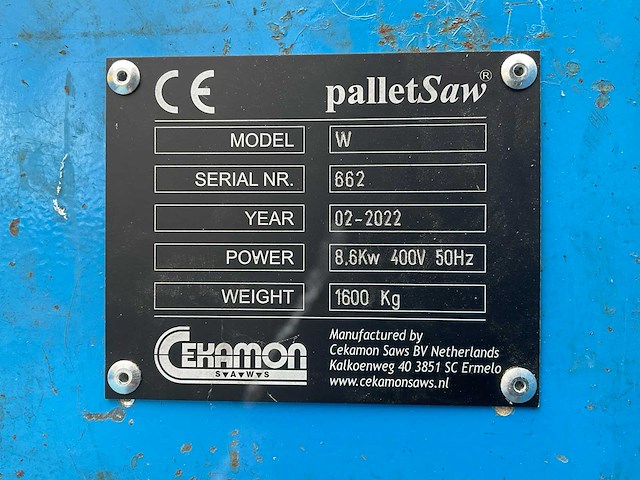 CE palletSaw®
MODEL W
SERIAL NR. 662
YEAR 02-2022
POWER 8,6Kw 400V 50Hz
WEIGHT 1600 Kg
CEKAMON
SAWS
Manufactured by
Cekamon Saws BV Netherlands
Kalkoenweg 40 3851 SC Ermelo
www.cekamonsaws.nl